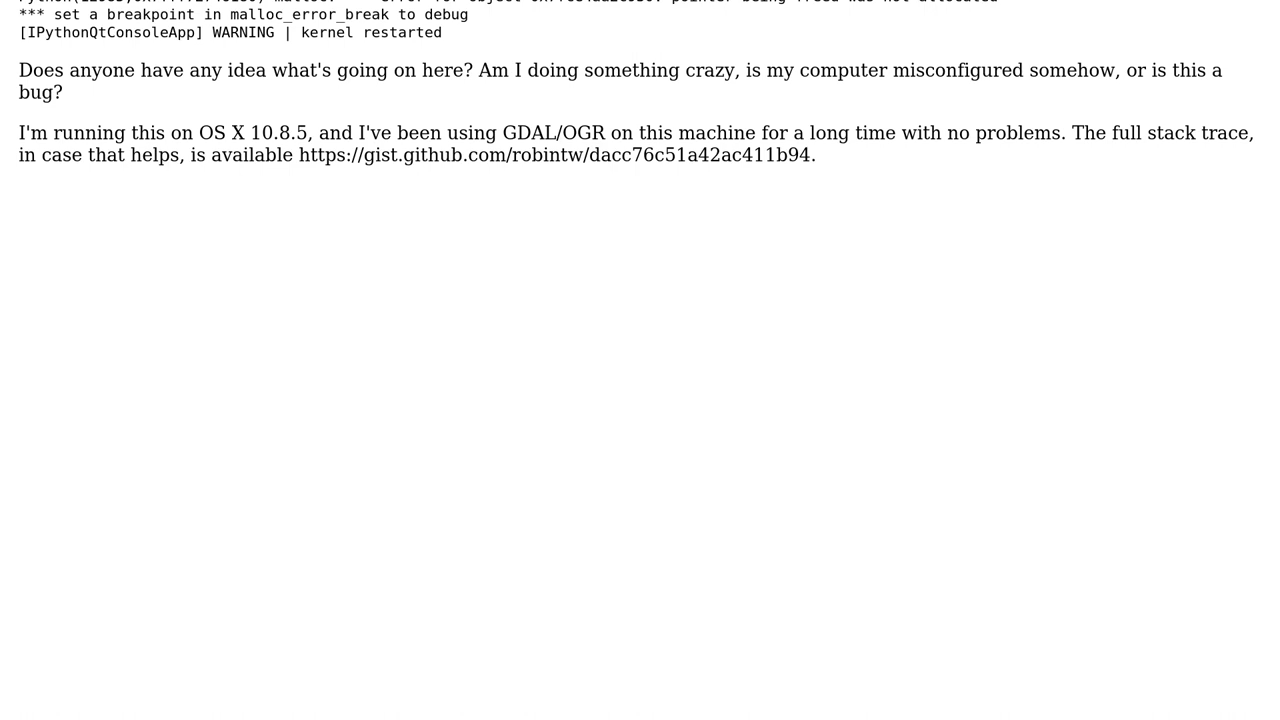 *** set a breakpoint in malloc_error_break to debug
[IPythonQtConsoleApp] WARNING | kernel restarted
Does anyone have any idea what's going on here? Am I doing something crazy, is my computer misconfigured somehow, or is this a
bug?
I'm running this on OS X 10.8.5, and I've been using GDAL/OGR on this machine for a long time with no problems. The full stack trace,
in case that helps, is available https://gist.github.com/robintw/dacc76c51a42ac411b94.